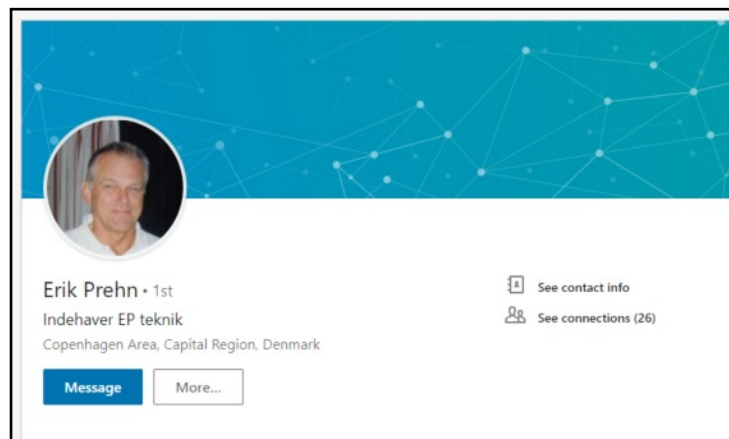 Erik Prehn • 1st
Indehaver EP teknik
Copenhagen Area, Capital Region, Denmark
Message
More...
See contact info
See connections (26)